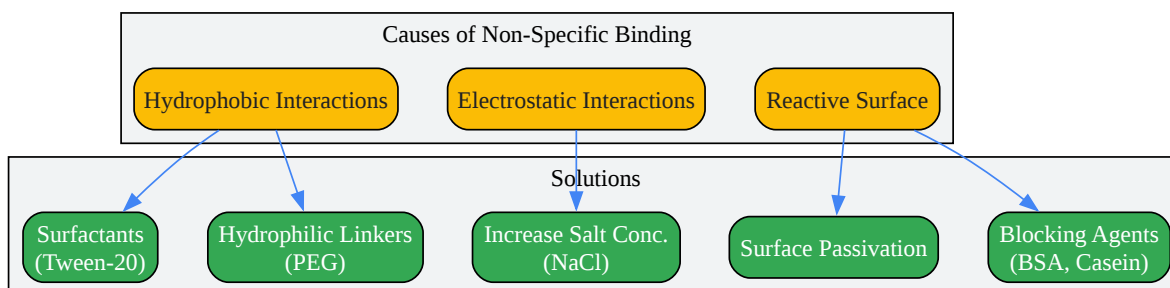 Causes of Non-Specific Binding
Hydrophobic Interactions
Electrostatic Interactions
Reactive Surface
Solutions
Surfactants
(Tween-20)
Hydrophilic Linkers
(PEG)
Increase Salt Conc.
(NaCl)
Surface Passivation
Blocking Agents
(BSA, Casein)